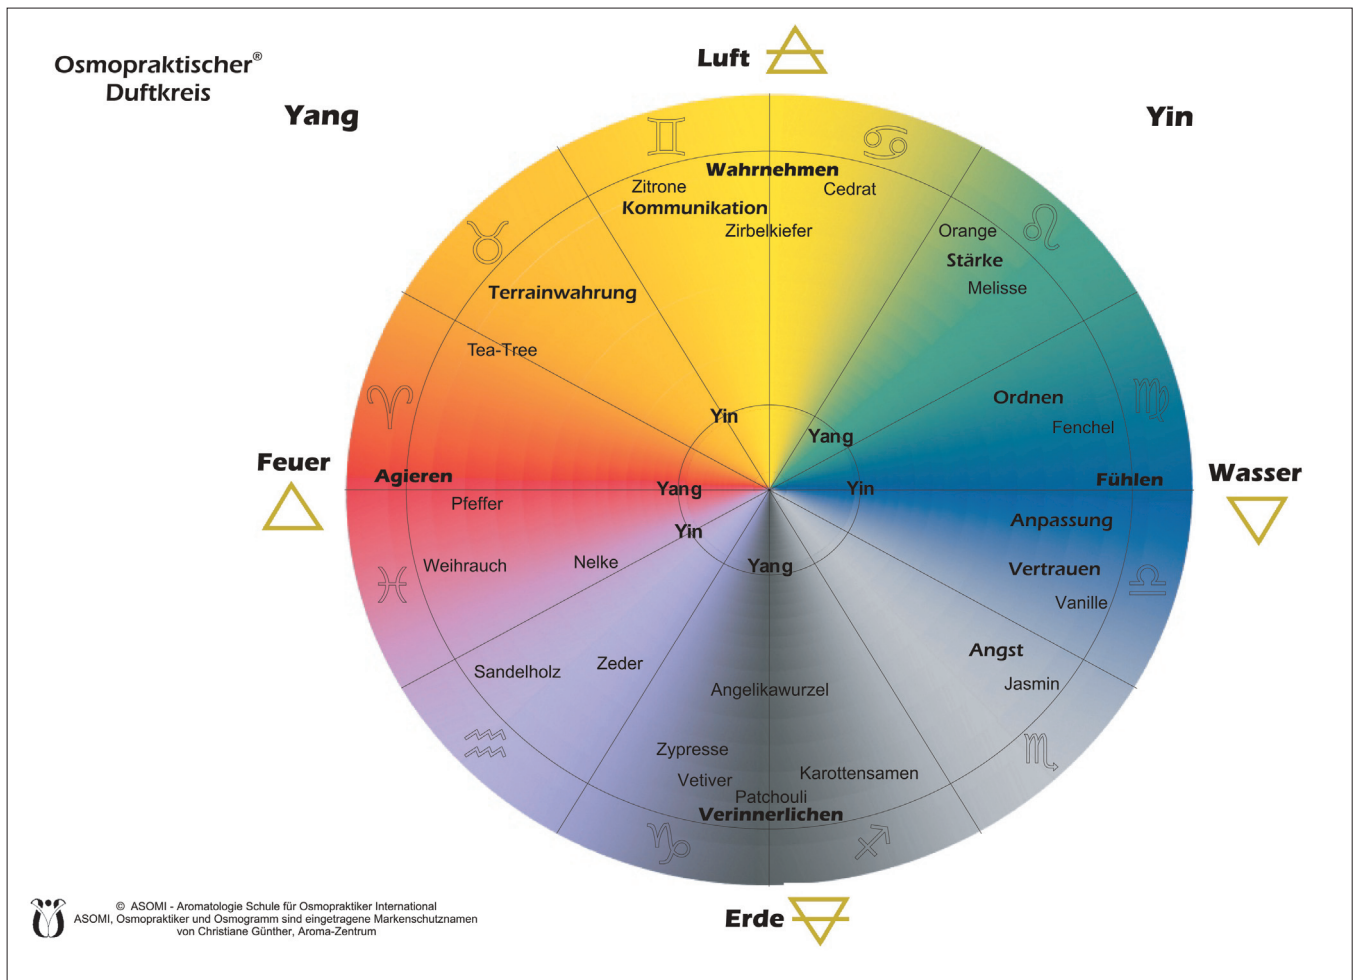 Osmopraktischer®
Duftkreis
Luft
Yang
Yin
Wahrnehmen
Zitrone
Cedrat
Kommunikation
Zirbelkiefer
Orange
Stärke
Melisse
Terrainwahrung
Tea-Tree
Ordnen
Fenchel
Yin
Yang
Feuer
Agieren
Pfeffer
Yang
Yin
Fühlen
Wasser
Anpassung
Yin
Yang
Weihrauch
Nelke
Vertrauen
Vanille
Angst
Jasmin
Sandelholz
Zeder
Angelikawurzel
Zypresse
Vetiver
Karottensamen
Patchouli
Verinnerlichen
Erde
© ASOMI - Aromatologie Schule für Osmopraktiker International
ASOMI, Osmopraktiker und Osmogramm sind eingetragene Markenschutznamen
von Christiane Günther, Aroma-Zentrum